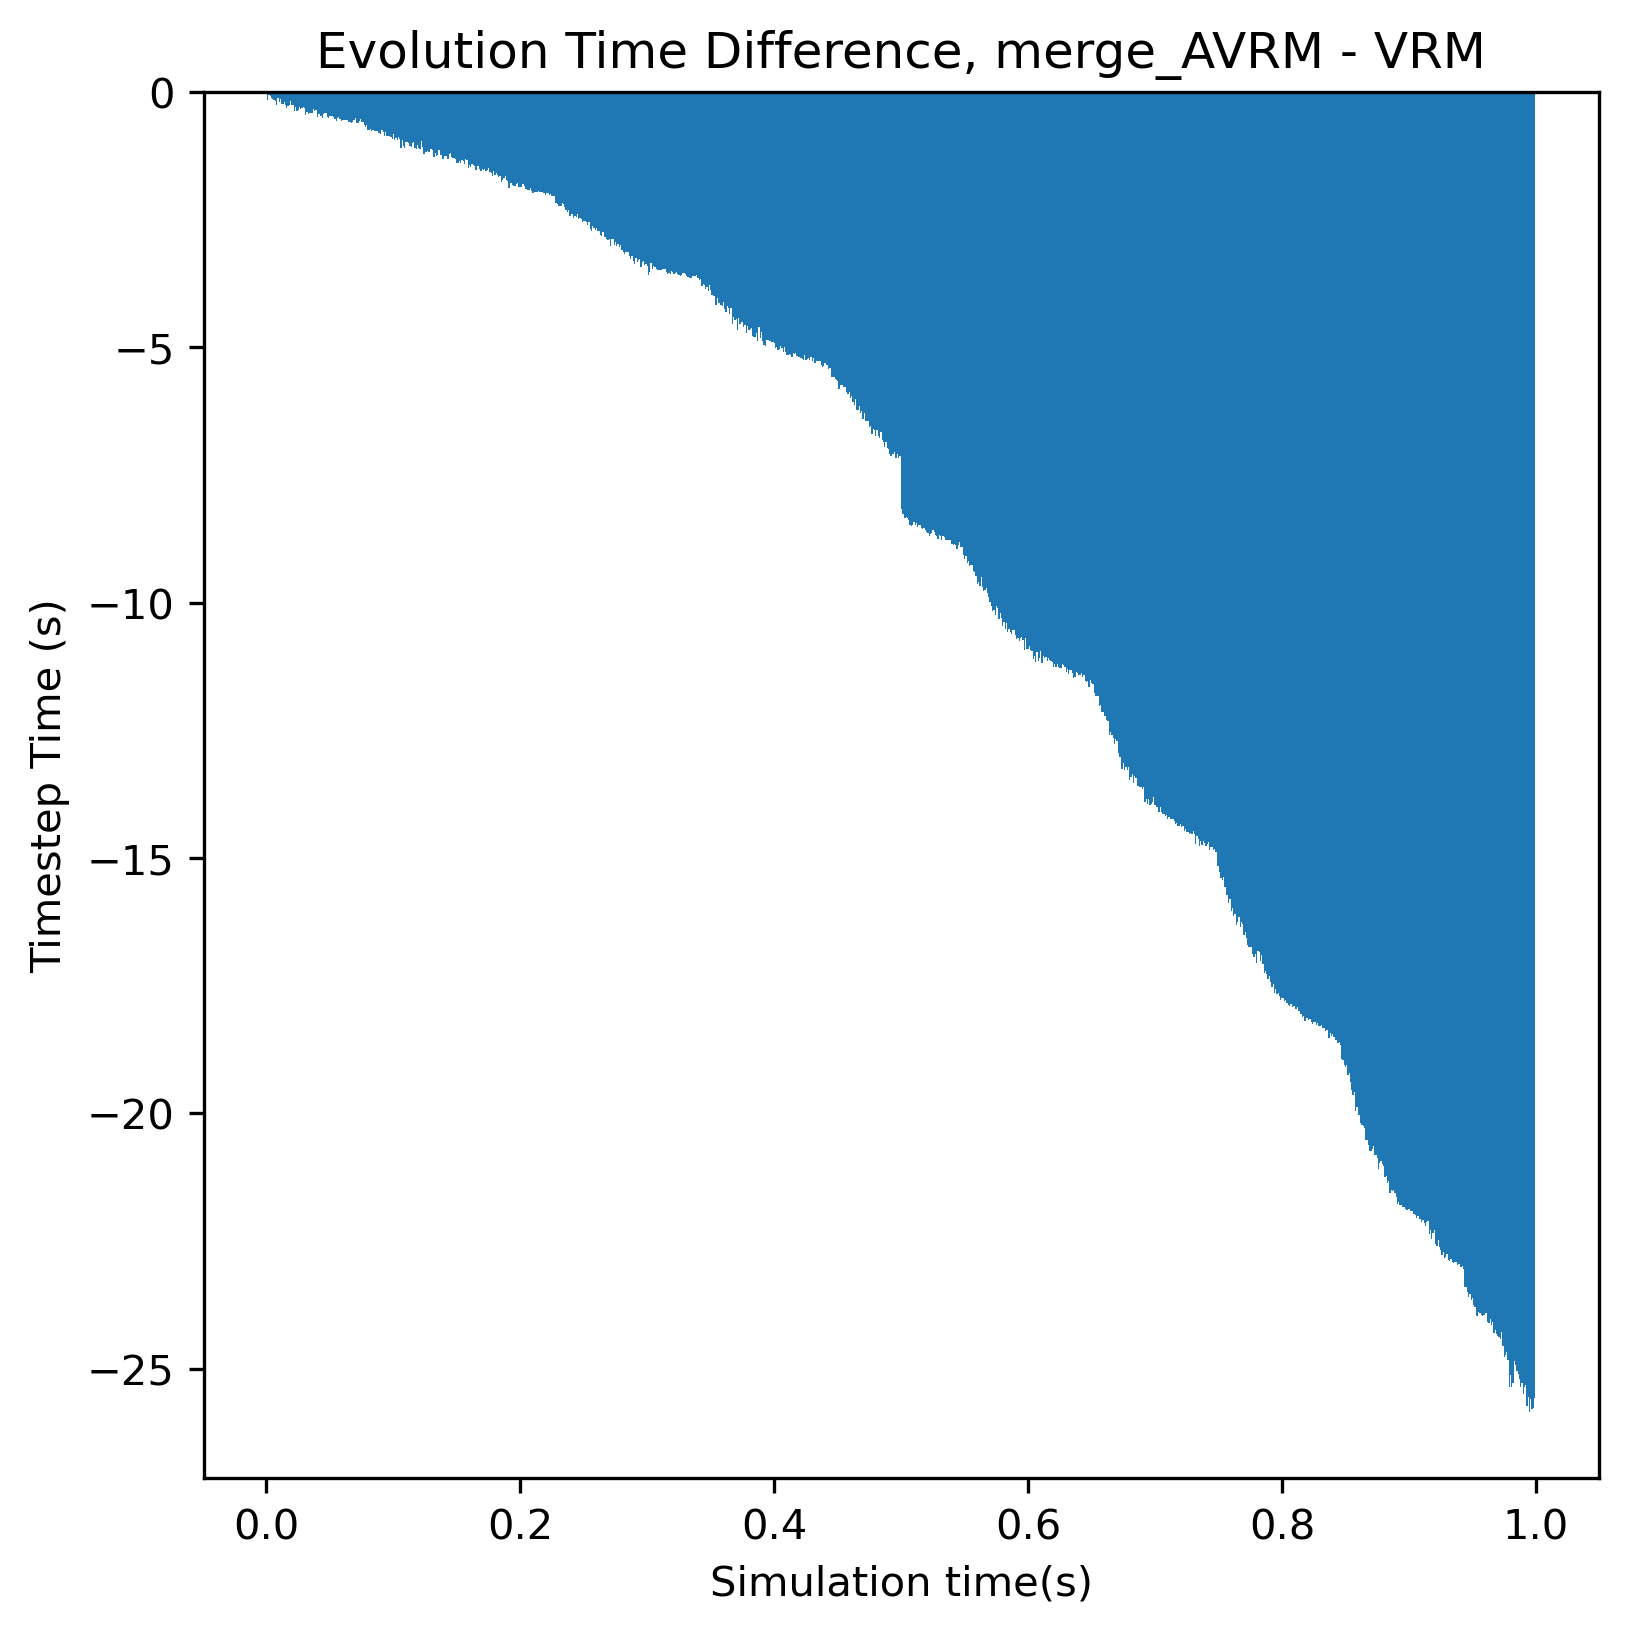 Evolution Time Difference, merge_AVRM - VRM
0
−5
−10
−15
−20
−25
Timestep Time (s)
0.0 0.2 0.4 0.6 0.8 1.0
Simulation time(s)